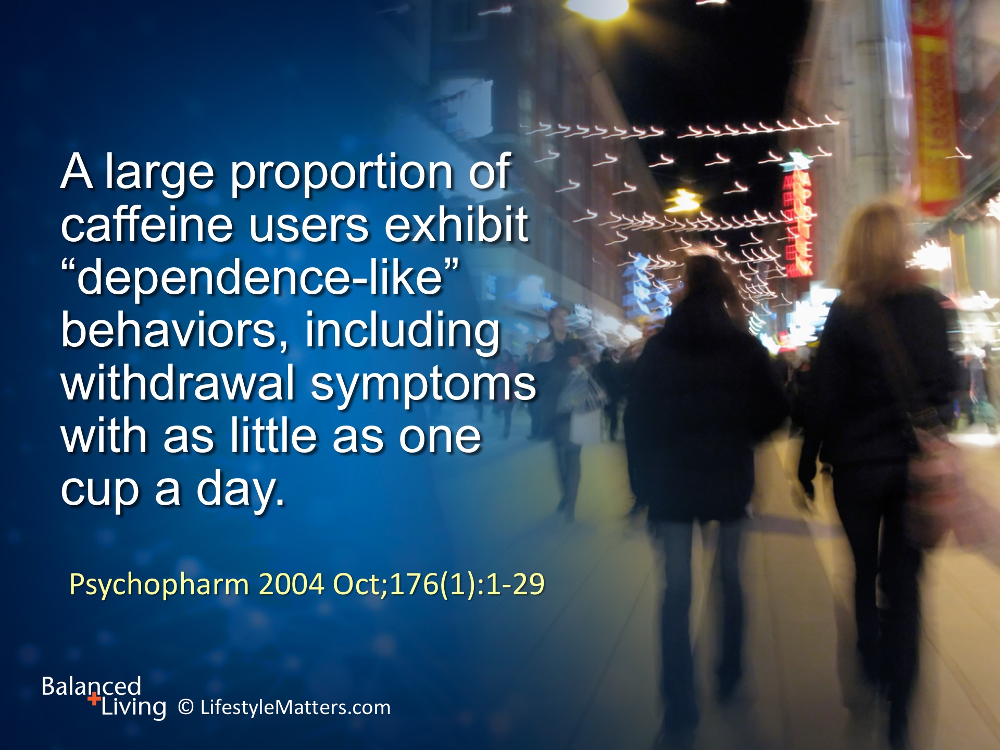 A large proportion of
caffeine users exhibit
“dependence-like”
behaviors, including
withdrawal symptoms
with as little as one
cup a day.
Psychopharm 2004 Oct;176(1):1-29
Balanced
+Living © LifestyleMatters.com
APOTEK